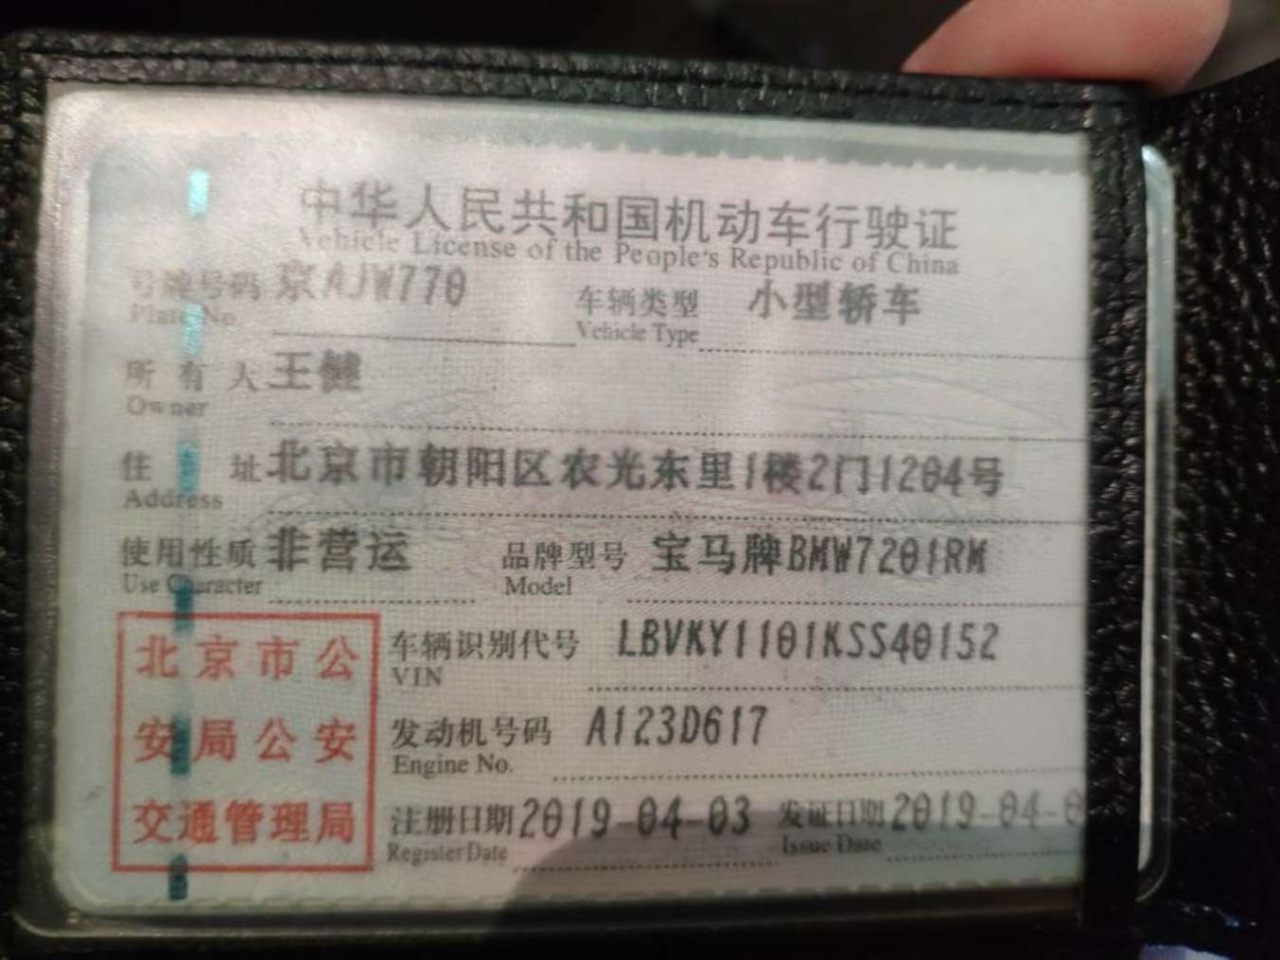 中华人民共和国机动车行驶证
Vehicle License of the People's Republic of China
号牌号码 京AJW770 车辆类型 小型轿车
Plate No. Vehicle Type
所有人 王健
Owner
住址 北京市朝阳区农光东里1楼2门1204号
Address
使用性质 非营运 品牌型号 宝马牌BMW7201RM
Use Character Model
北京市公
安局公安
交通管理局
车辆识别代号 LBVKY1101KSS40152
VIN
发动机号码 A123D617
Engine No.
注册日期 2019-04-03 发证日期 2019-04-0
Register Date Issue Date